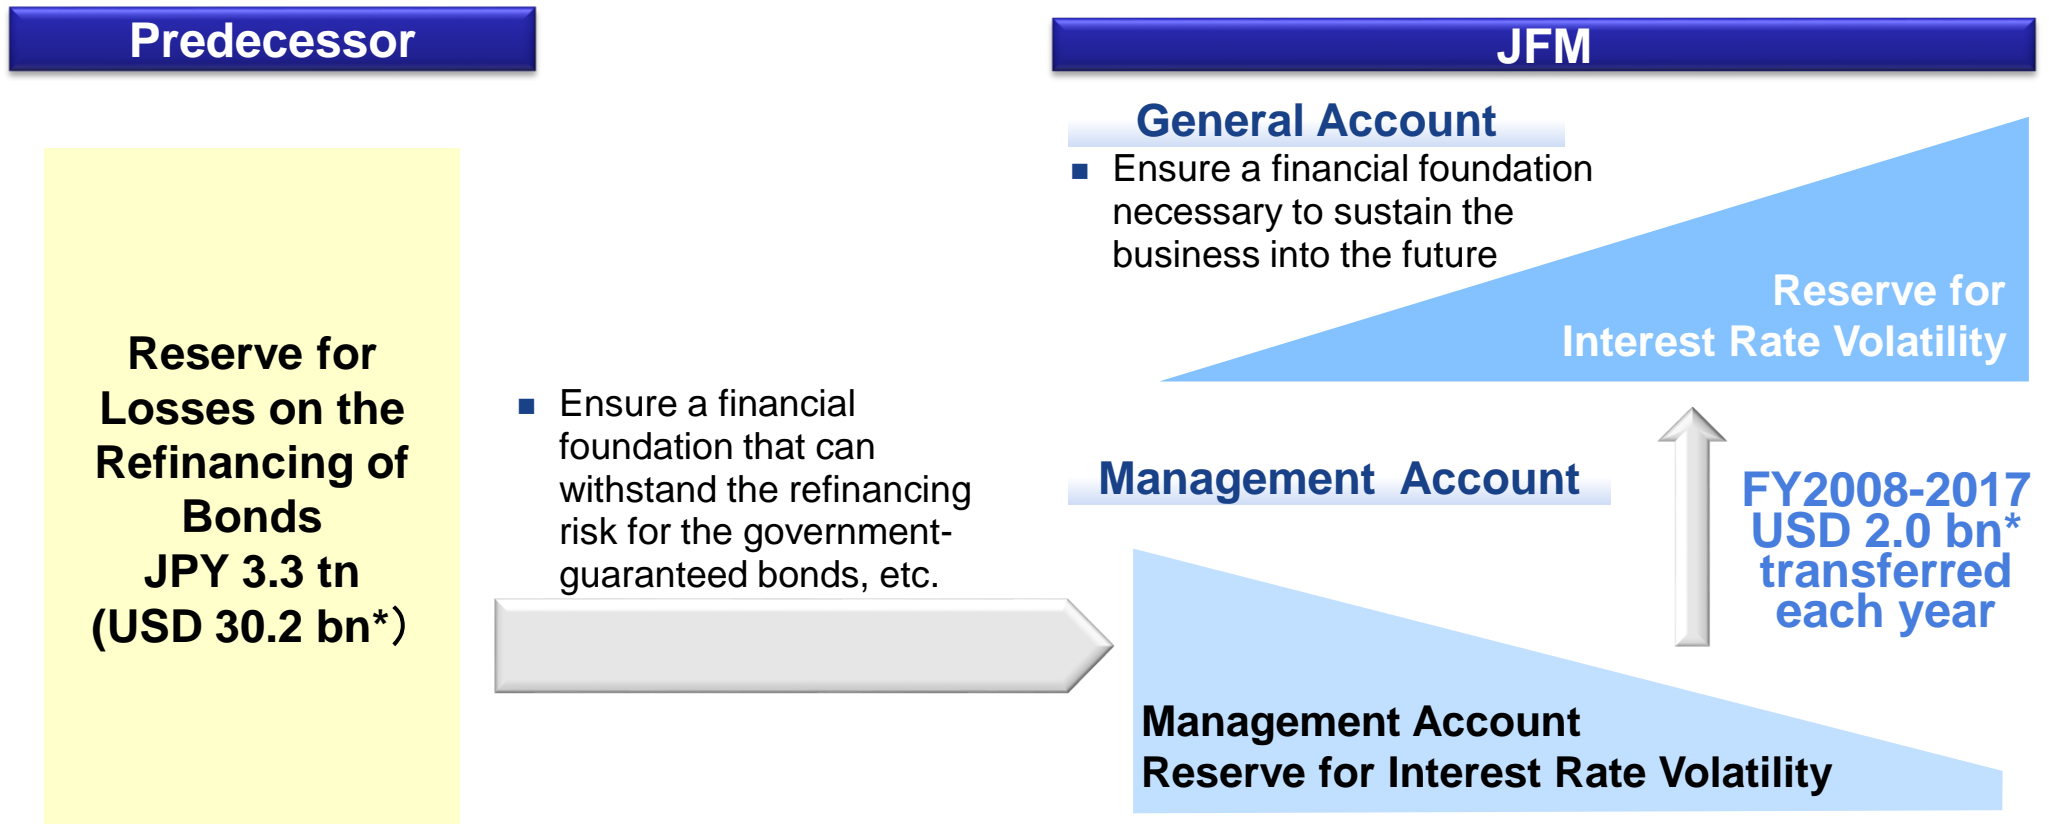 Predecessor
Reserve for
Losses on the
Refinancing of
Bonds
JPY 3.3 tn
(USD 30.2 bn*）
■ Ensure a financial
foundation that can
withstand the refinancing
risk for the government-
guaranteed bonds, etc.
JFM
General Account
■ Ensure a financial foundation
necessary to sustain the
business into the future
Reserve for
Interest Rate Volatility
Management Account
FY2008-2017
USD 2.0 bn*
transferred
each year
Management Account
Reserve for Interest Rate Volatility